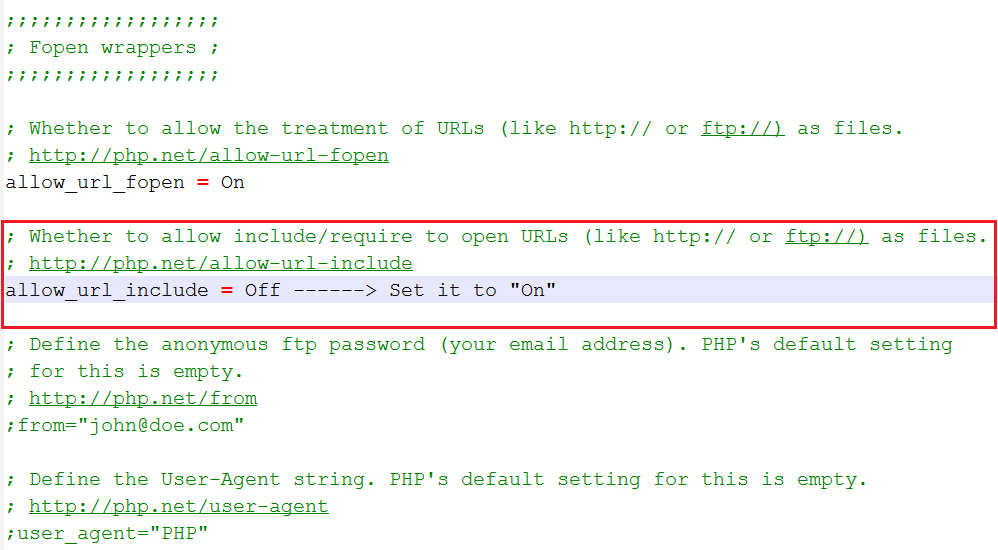 ;;;;;;;;;;;;;;;;;;
; Fopen wrappers ;
;;;;;;;;;;;;;;;;;;
; Whether to allow the treatment of URLs (like http:// or ftp://) as files.
; http://php.net/allow-url-fopen
allow_url_fopen = On
; Whether to allow include/require to open URLs (like http:// or ftp://) as files.
; http://php.net/allow-url-include
allow_url_include = Off ------> Set it to "On"
; Define the anonymous ftp password (your email address). PHP's default setting
; for this is empty.
; http://php.net/from
;from="john@doe.com"
; Define the User-Agent string. PHP's default setting for this is empty.
; http://php.net/user-agent
;user_agent="PHP"